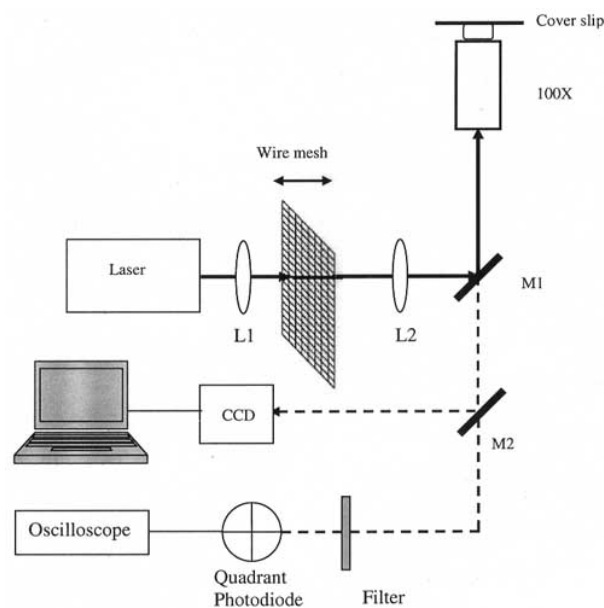 Cover slip
100X
Wire mesh
Laser
M1
L1
L2
CCD
M2
Oscilloscope
Quadrant
Photodiode
Filter